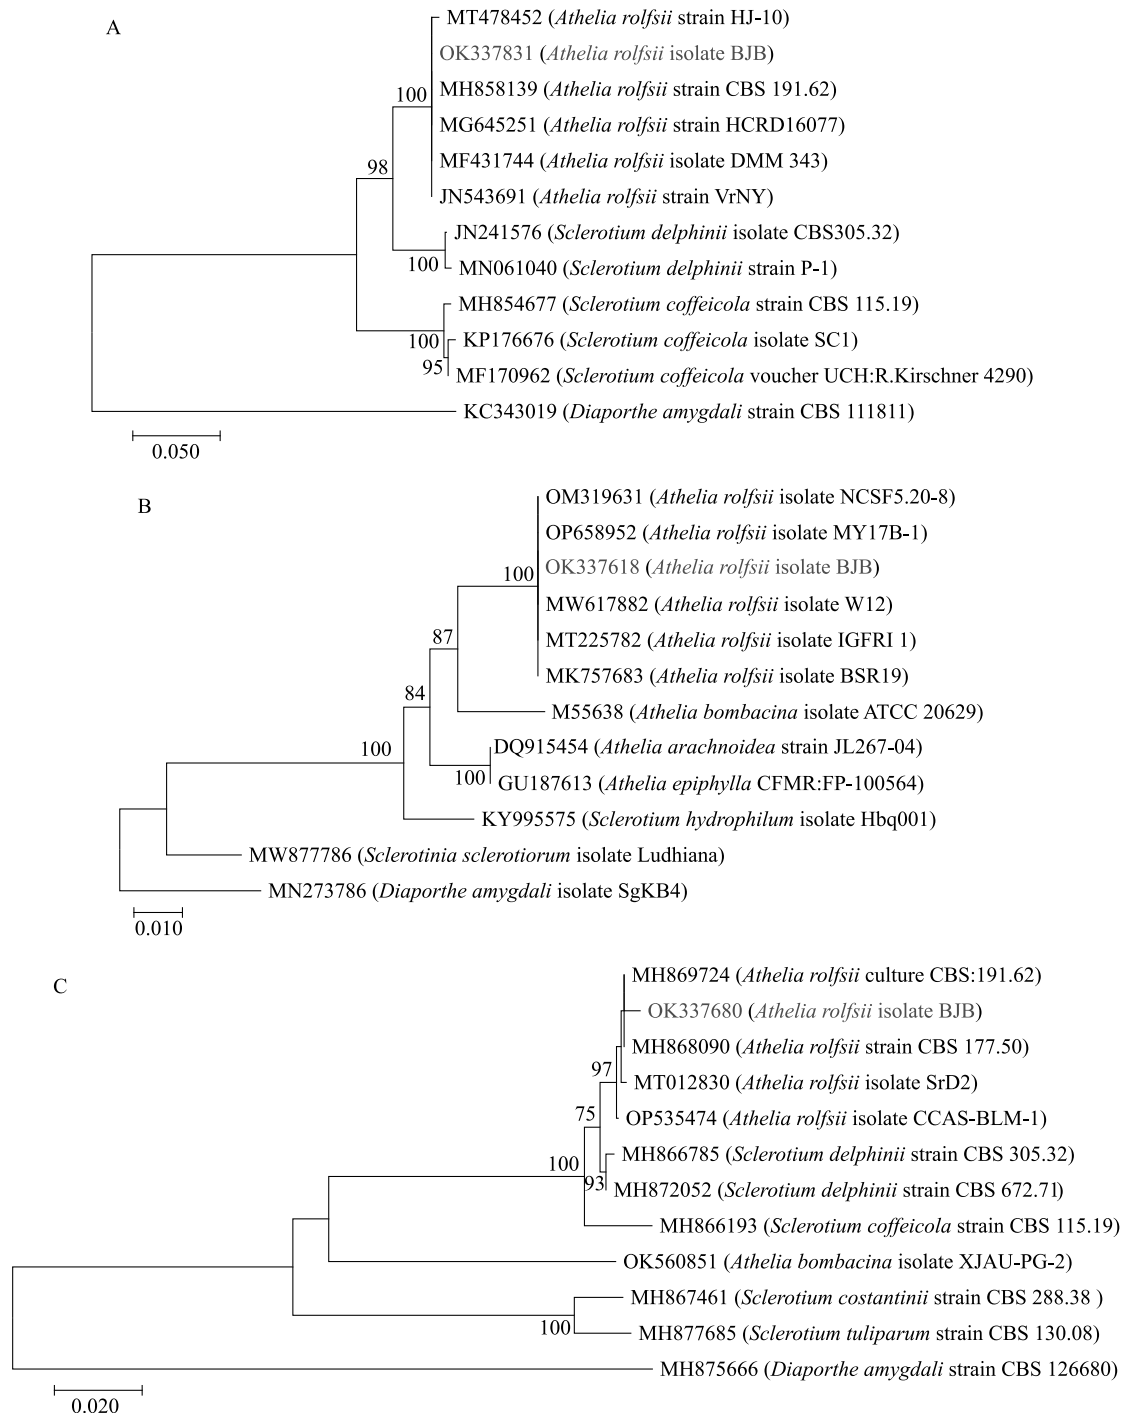 A
MT478452 (Athelia rolfsii strain HJ-10)
OK337831 (Athelia rolfsii isolate BJB)
MH858139 (Athelia rolfsii strain CBS 191.62)
100
MG645251 (Athelia rolfsii strain HCRD16077)
MF431744 (Athelia rolfsii isolate DMM 343)
98
JN543691 (Athelia rolfsii strain VrNY)
JN241576 (Sclerotium delphinii isolate CBS305.32)
100
MN061040 (Sclerotium delphinii strain P-1)
MH854677 (Sclerotium coffeicola strain CBS 115.19)
100
KP176676 (Sclerotium coffeicola isolate SC1)
95
MF170962 (Sclerotium coffeicola voucher UCH:R.Kirschner 4290)
KC343019 (Diaporthe amygdali strain CBS 111811)
0.050
B
OM319631 (Athelia rolfsii isolate NCSF5.20-8)
OP658952 (Athelia rolfsii isolate MY17B-1)
100
OK337618 (Athelia rolfsii isolate BJB)
MW617882 (Athelia rolfsii isolate W12)
87
MT225782 (Athelia rolfsii isolate IGFRI 1)
MK757683 (Athelia rolfsii isolate BSR19)
84
M55638 (Athelia bombacina isolate ATCC 20629)
100
DQ915454 (Athelia arachnoidea strain JL267-04)
100
GU187613 (Athelia epiphylla CFMR:FP-100564)
KY995575 (Sclerotium hydrophilum isolate Hbq001)
MW877786 (Sclerotinia sclerotiorum isolate Ludhiana)
MN273786 (Diaporthe amygdali isolate SgKB4)
0.010
C
MH869724 (Athelia rolfsii culture CBS:191.62)
OK337680 (Athelia rolfsii isolate BJB)
MH868090 (Athelia rolfsii strain CBS 177.50)
97
MT012830 (Athelia rolfsii isolate SrD2)
75
OP535474 (Athelia rolfsii isolate CCAS-BLM-1)
MH866785 (Sclerotium delphinii strain CBS 305.32)
100
93
MH872052 (Sclerotium delphinii strain CBS 672.71)
MH866193 (Sclerotium coffeicola strain CBS 115.19)
OK560851 (Athelia bombacina isolate XJAU-PG-2)
MH867461 (Sclerotium costantinii strain CBS 288.38 )
100
MH877685 (Sclerotium tuliparum strain CBS 130.08)
MH875666 (Diaporthe amygdali strain CBS 126680)
0.020